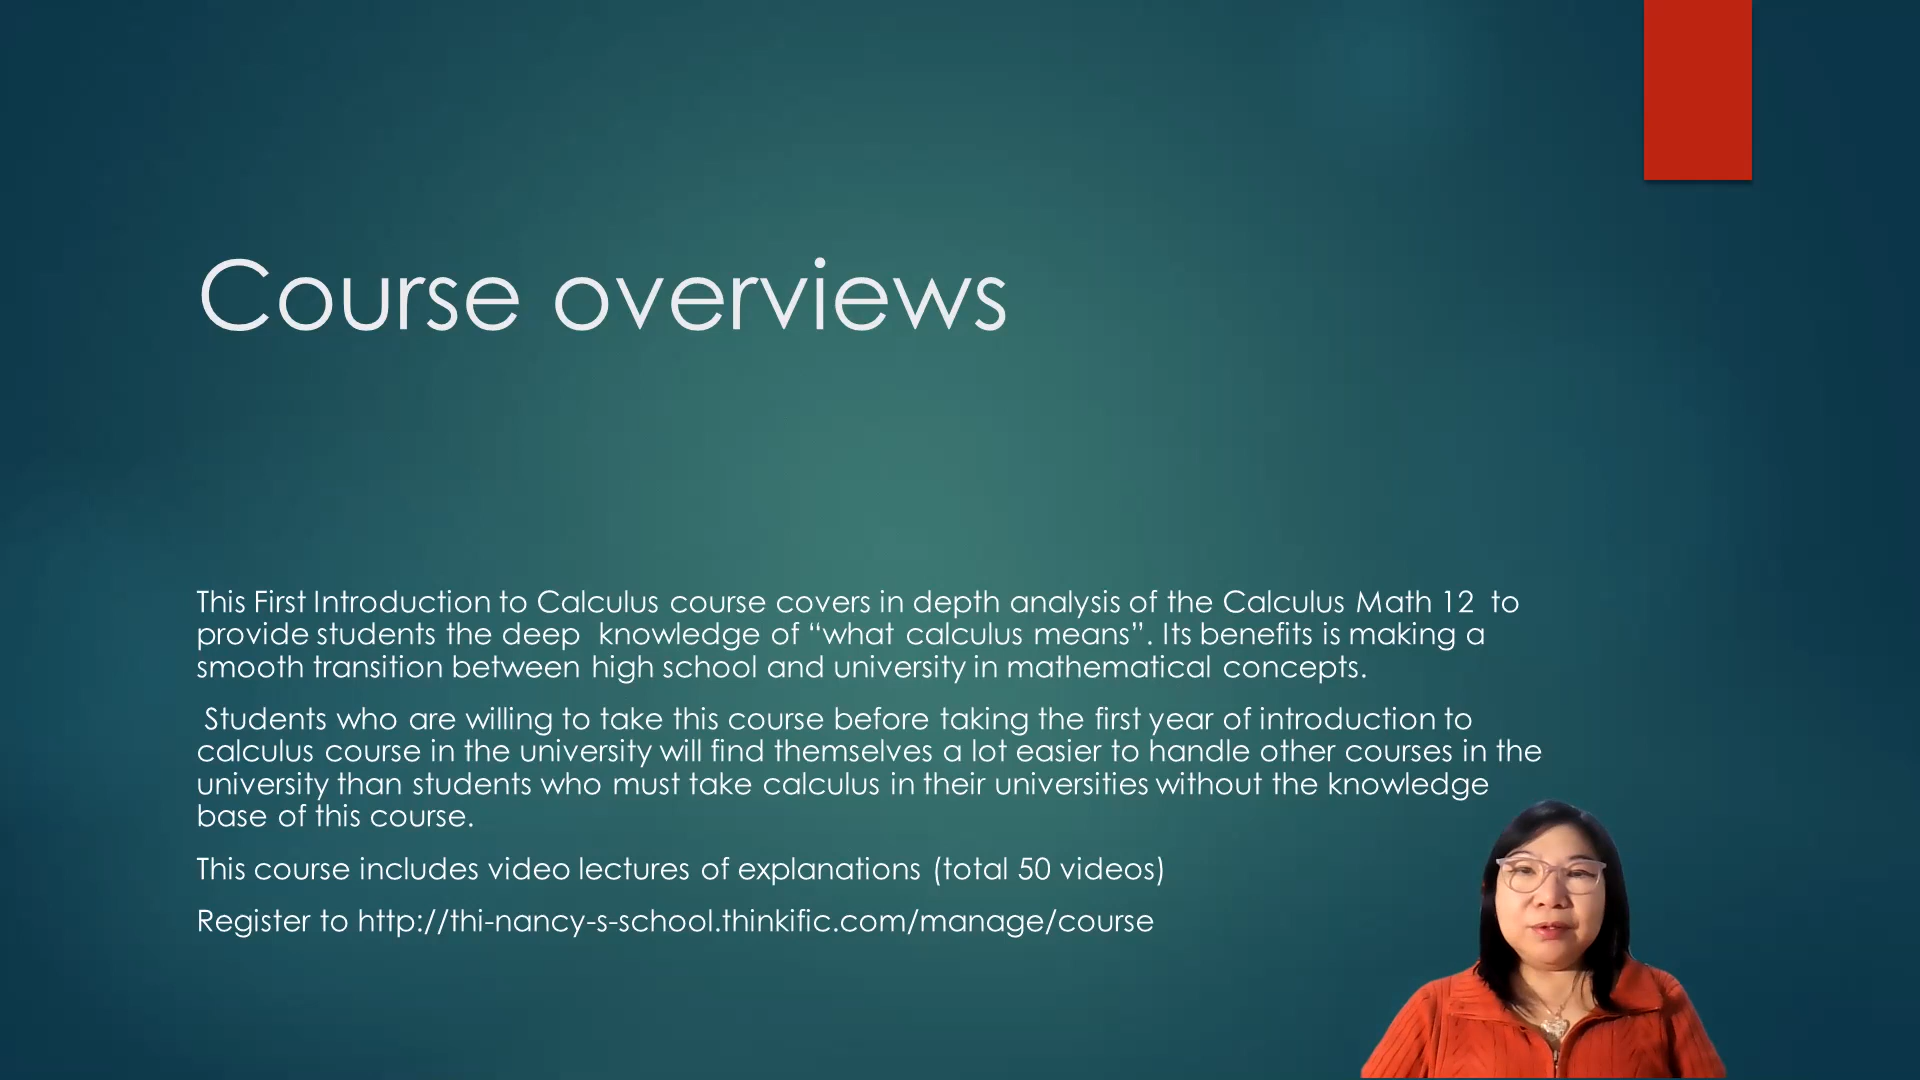 Course overviews
This First Introduction to Calculus course covers in depth analysis of the Calculus Math 12 to
provide students the deep knowledge of “what calculus means”. Its benefits is making a
smooth transition between high school and university in mathematical concepts.
Students who are willing to take this course before taking the first year of introduction to
calculus course in the university will find themselves a lot easier to handle other courses in the
university than students who must take calculus in their universities without the knowledge
base of this course.
This course includes video lectures of explanations (total 50 videos)
Register to http://thi-nancy-s-school.thinkific.com/manage/course